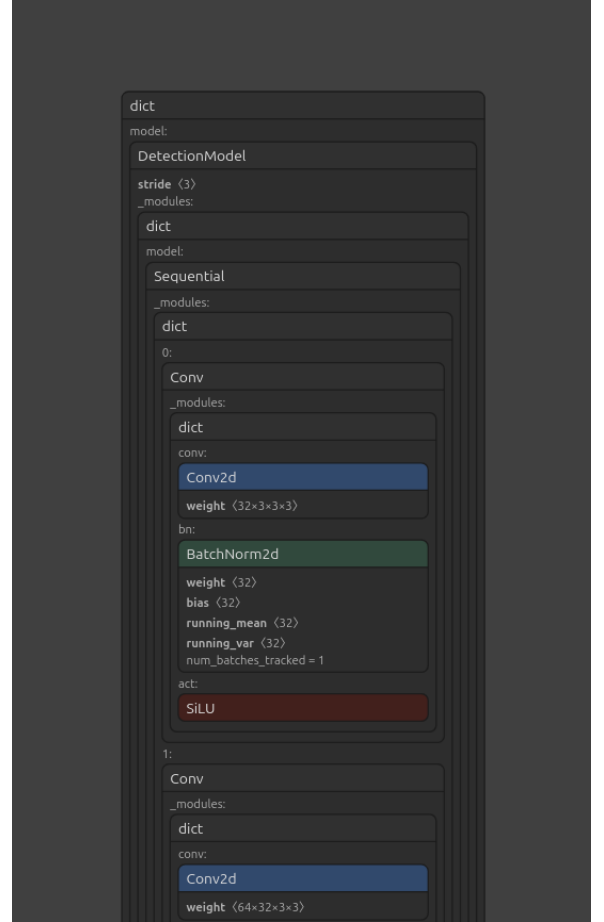 dict
model:
DetectionModel
stride 〈3〉
_modules:
dict
model:
Sequential
_modules:
dict
0:
Conv
_modules:
dict
conv:
Conv2d
weight 〈32×3×3×3〉
bn:
BatchNorm2d
weight 〈32〉
bias 〈32〉
running_mean 〈32〉
running_var 〈32〉
num_batches_tracked = 1
act:
SiLU
1:
Conv
_modules:
dict
conv:
Conv2d
weight 〈64×32×3×3〉